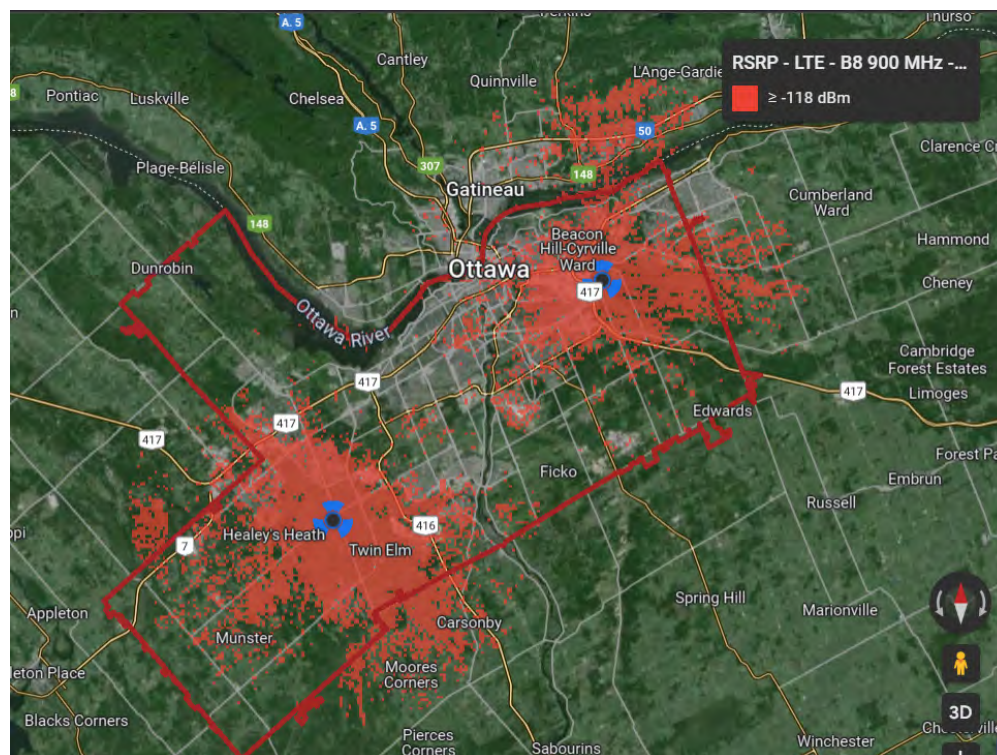 Thurso
A. 5
Cantley
Quinnville
L'Ange-Gardie
RSRP - LTE - B8 900 MHz -...
≥ -118 dBm
8
Pontiac
Luskville
Chelsea
A. 5
50
307
148
Clarence C
Plage-Bélisle
Gatineau
148
Cumberland
Ward
Beacon
Hill-Cyrville
Ward
Hammond
Dunrobin
Ottawa
417
Cheney
Ottawa River
Cambridge
Forest Estates
Limoges
417
417
Edwards
417
417
Ficko
Forest Pa
Embrun
Russell
416
Healey's Heath
Twin Elm
7
Spring Hill
Marionville
Appleton
Carsonby
Munster
Moores
Corners
leton Place
3D
Blacks Corners
Pierces
Corners
Sabourins
Winchester